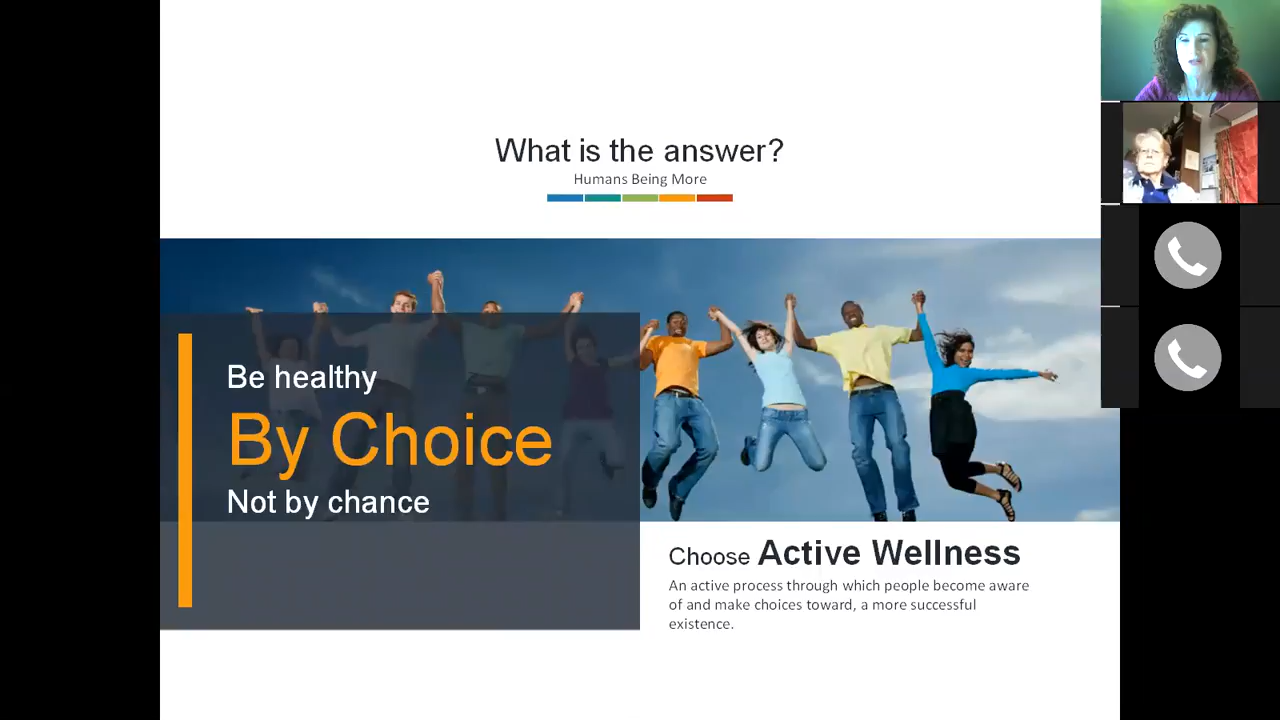 What is the answer?
Humans Being More
Be healthy
By Choice
Not by chance
Choose Active Wellness
An active process through which people become aware
of and make choices toward, a more successful
existence.